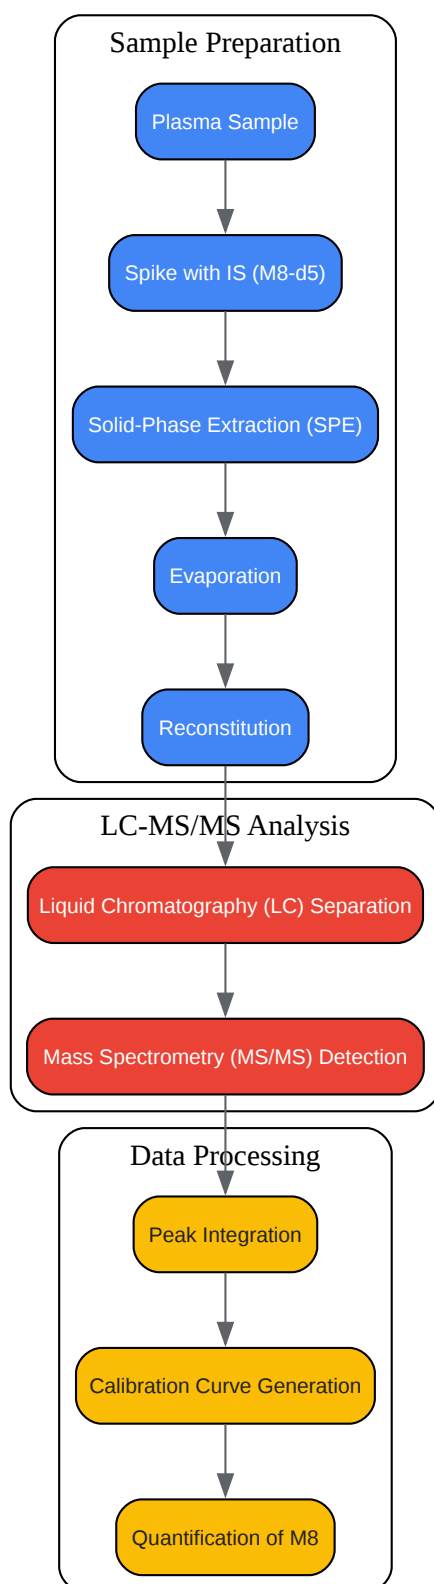 Sample Preparation
Plasma Sample
Spike with IS (M8-d5)
Solid-Phase Extraction (SPE)
Evaporation
Reconstitution
LC-MS/MS Analysis
Liquid Chromatography (LC) Separation
Mass Spectrometry (MS/MS) Detection
Data Processing
Peak Integration
Calibration Curve Generation
Quantification of M8